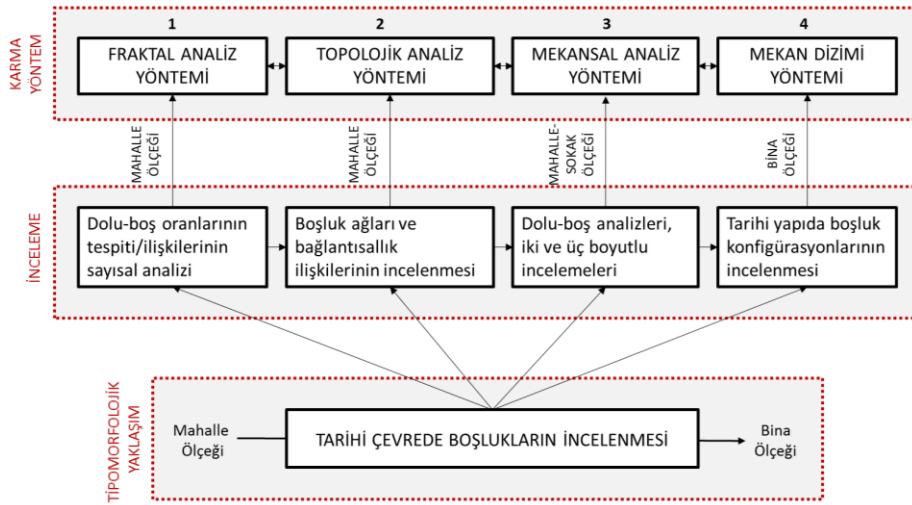 KARMA
YÖNTEM
1
FRAKTAL ANALİZ
YÖNTEMİ
2
TOPOLOJİK ANALİZ
YÖNTEMİ
3
MEKANSAL ANALİZ
YÖNTEMİ
4
MEKAN DİZİMİ
YÖNTEMİ
MAHALLE
ÖLÇEĞİ
MAHALLE
ÖLÇEĞİ
MAHALLE-
SOKAK
ÖLÇEĞİ
BİNA
ÖLÇEĞİ
İNCELEME
Dolu-boş oranlarının
tespiti/ilişkilerinin
sayısal analizi
Boşluk ağları ve
bağlantısallık
ilişkilerinin incelenmesi
Dolu-boş analizleri,
iki ve üç boyutlu
incelemeleri
Tarihi yapıda boşluk
konfigürasyonlarının
incelenmesi
TİPOMORFOLOJİK
YAKLAŞIM
Mahalle
Ölçeği
TARİHİ ÇEVREDE BOŞLUKLARIN İNCELENMESİ
Bina
Ölçeği